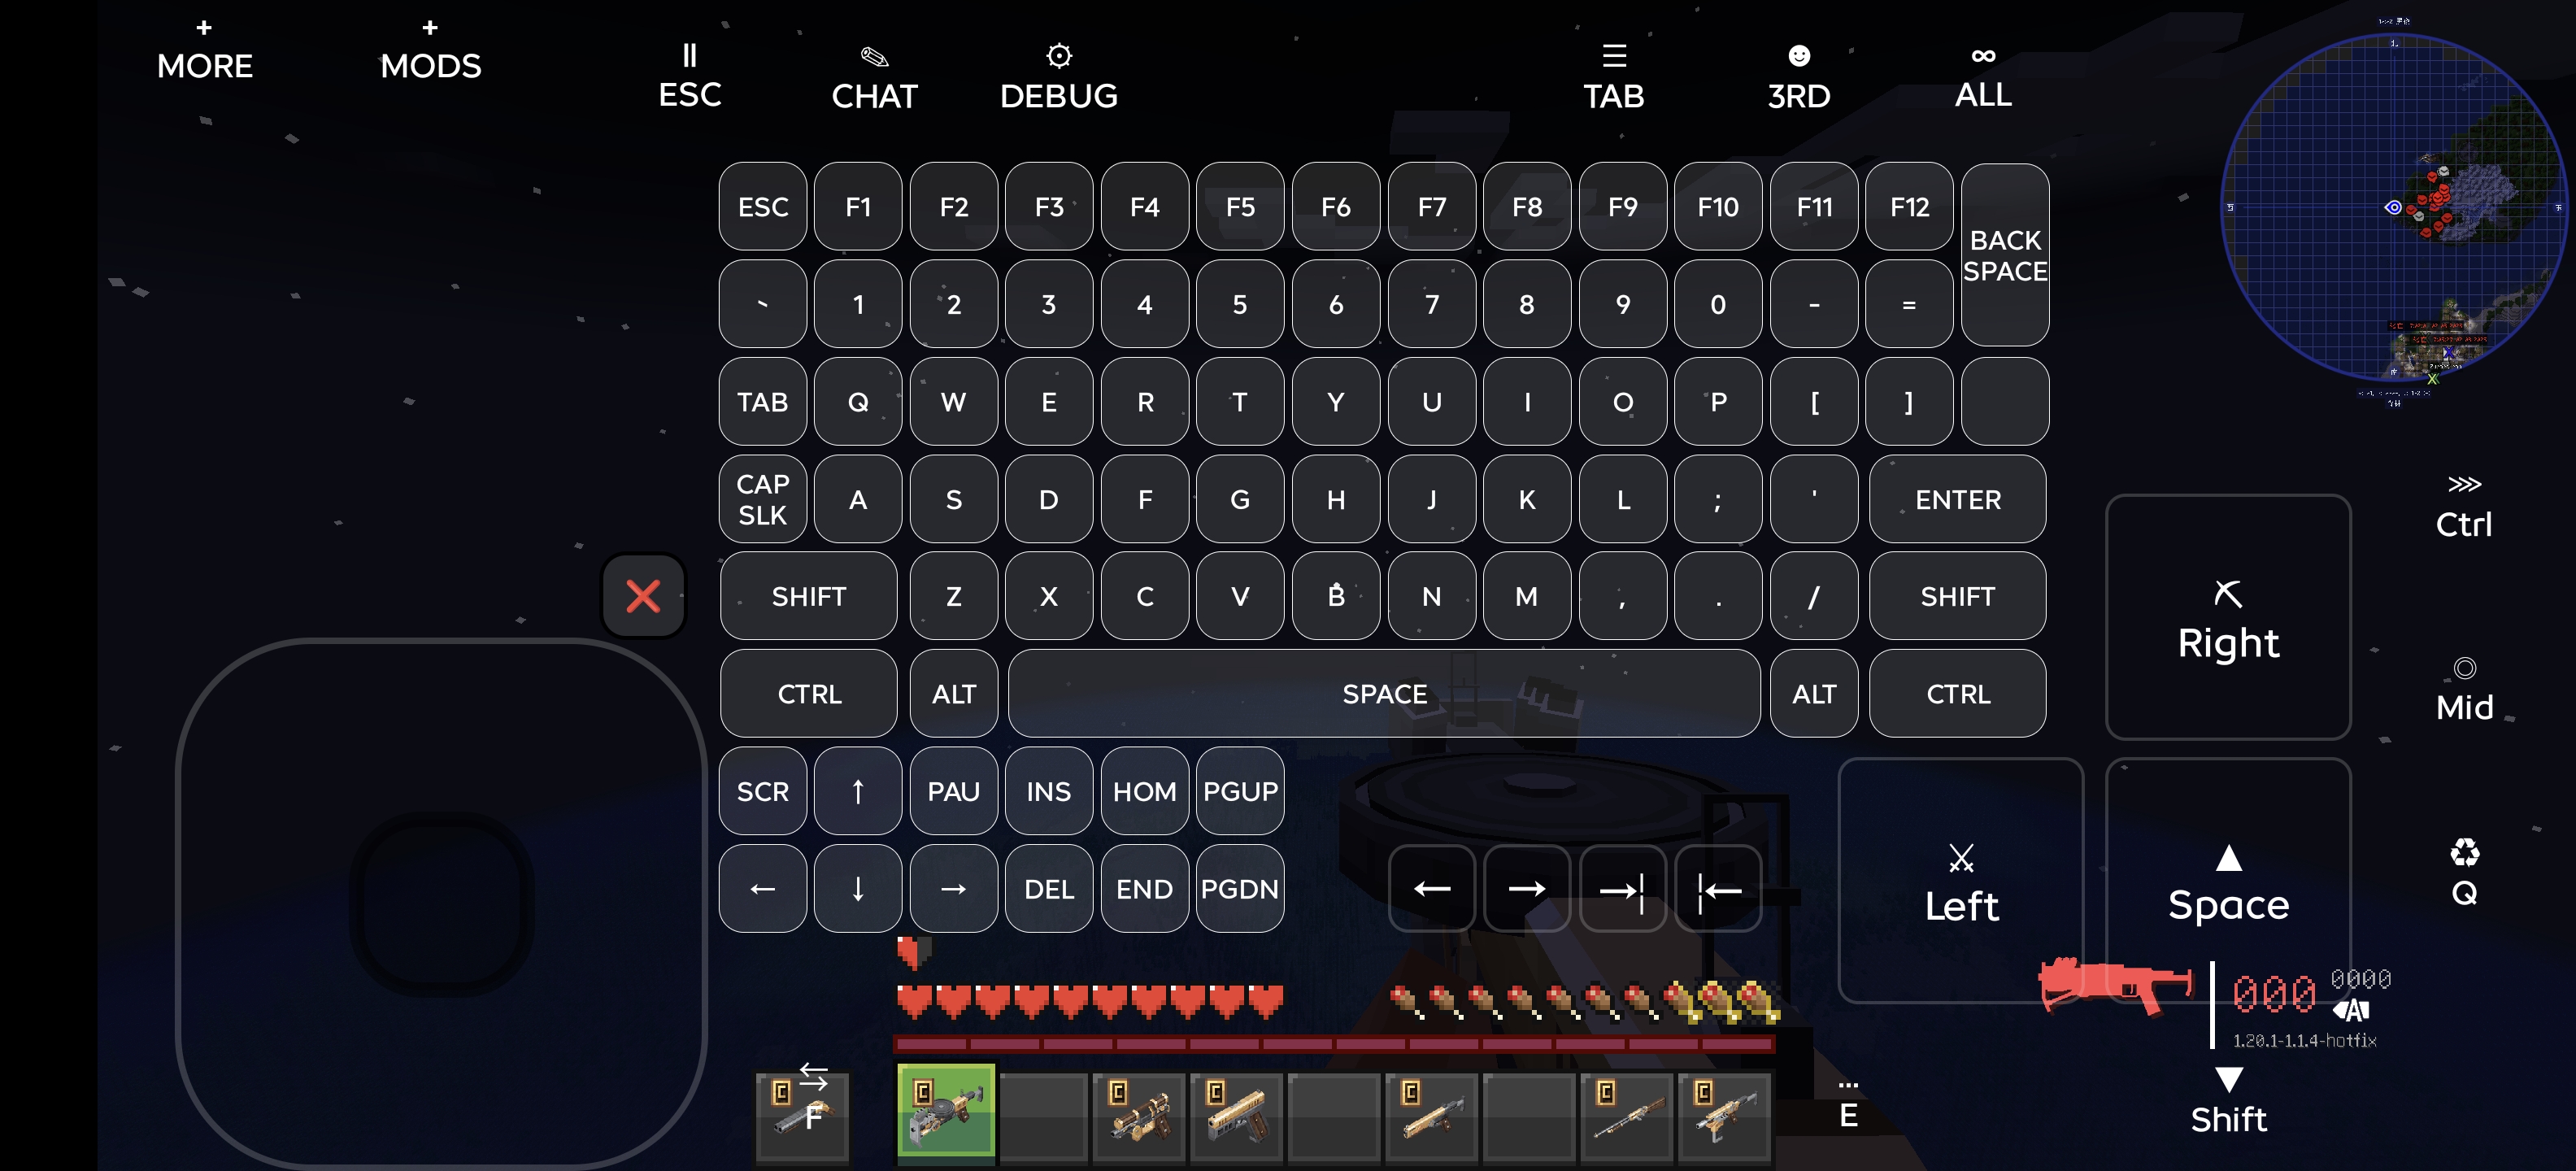 + + 
MORE MODS
ESC CHAT DEBUG TAB 3RD ALL
ESC F1 F2 F3 F4 F5 F6 F7 F8 F9 F10 F11 F12 BACK SPACE
` 1 2 3 4 5 6 7 8 9 0 - =
TAB Q W E R T Y U I O P [ ]
CAP SLK A S D F G H J K L ; ' ENTER
SHIFT Z X C V B N M , . / SHIFT
CTRL ALT SPACE ALT CTRL
SCR ↑ PAU INS HOM PGUP
← ↓ → DEL END PGDN
← → →¦ ¦←
Ctrl
Right
Mid
Left
Space
Q
000 0000
A
1.20.1-1.1.4-hotfix
F
E
Shift